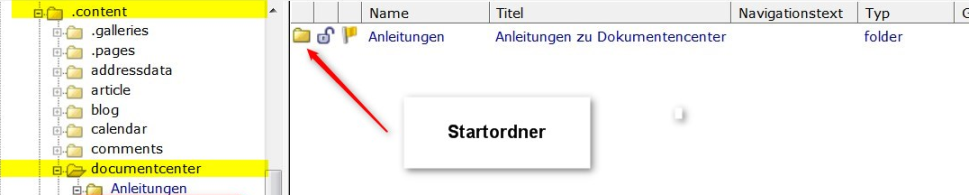 .content
.galleries
.pages
addressdata
article
blog
calendar
comments
documentcenter
Anleitungen
Name Titel Navigationstext Typ G
Anleitungen Anleitungen zu Dokumentencenter folder
Startordner